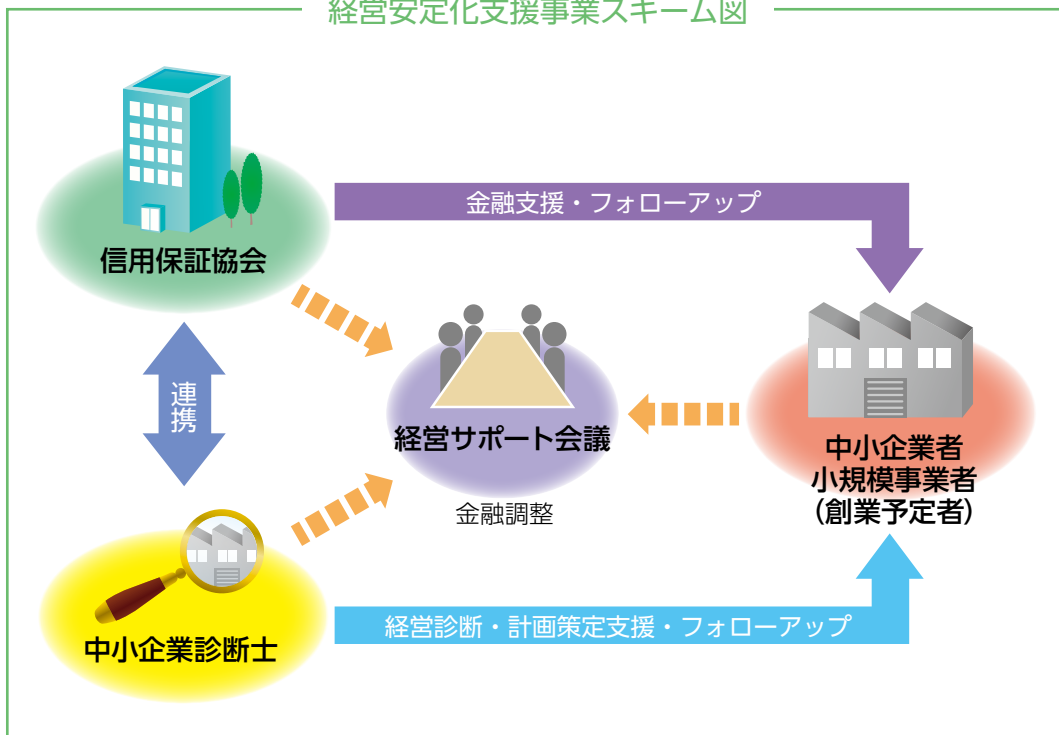 経営安定化支援事業スキーム図
信用保証協会
金融支援・フォローアップ
連携
経営サポート会議
金融調整
中小企業者
小規模事業者
(創業予定者)
中小企業診断士
経営診断・計画策定支援・フォローアップ